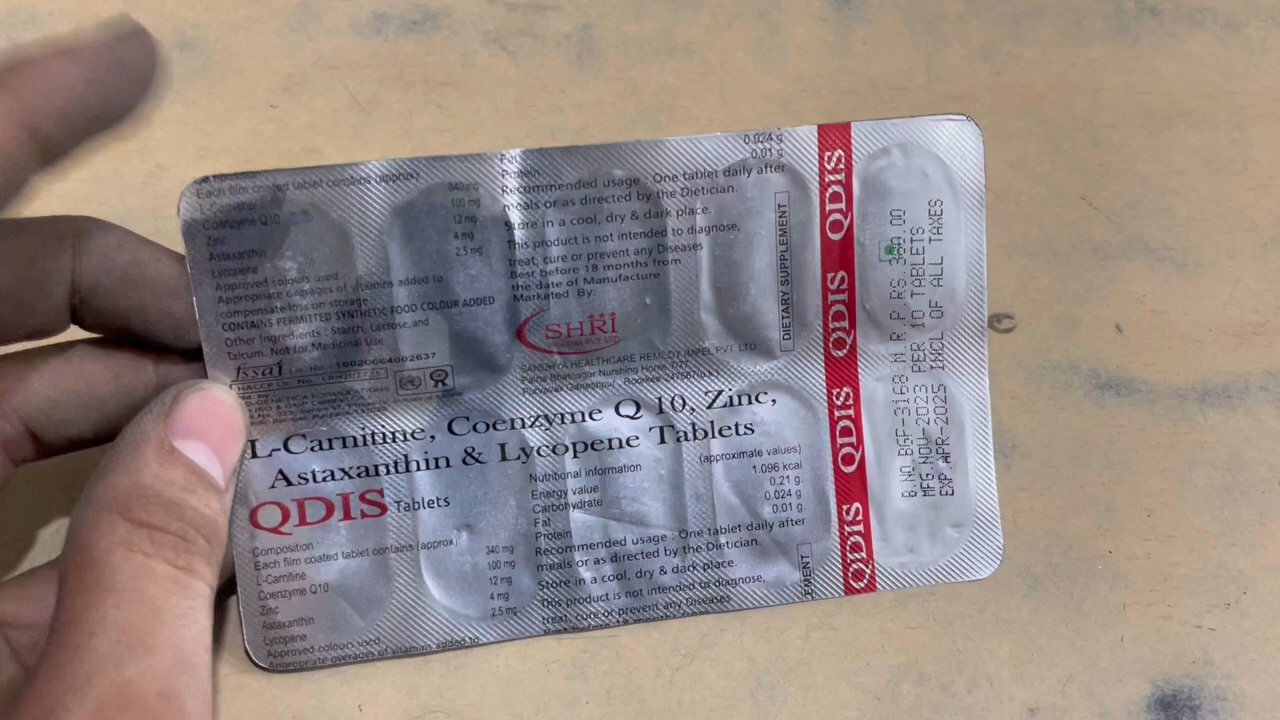 Each film coated tablet contains (approx)
L-Carnitine 340 mg
Coenzyme Q10 100 mg
Zinc 12 mg
Astaxanthin 4 mg
Lycopene 2.5 mg
Approved colours used
Appropriate overages of vitamins added to
compensate loss on storage
CONTAINS PERMITTED SYNTHETIC FOOD COLOUR ADDED
Other Ingredients : Starch, Lactose, and
Talcum. Not for Medicinal Use
fssai Lic. No. 10020064002637
HACCP Lic. No.
Fat 0.024 g
Protein 0.01 g
Recommended usage : One tablet daily after
meals or as directed by the Dietician.
Store in a cool, dry & dark place.
This product is not intended to diagnose,
treat, cure or prevent any Diseases
Best before 18 months from
the date of Manufacture
Marketed By:
SHRI
SANDHYA HEALTHCARE REMEDY IMPEL PVT. LTD.
DIETARY SUPPLEMENT
L-Carnitine, Coenzyme Q 10, Zinc,
Astaxanthin & Lycopene Tablets
QDIS Tablets
Composition :
Each film coated tablet contains (approx)
L-Carnitine 340 mg
Coenzyme Q10 100 mg
Zinc 12 mg
Astaxanthin 4 mg
Lycopene 2.5 mg
Approved colours used
Appropriate overages of vitamins added to
Nutritional information (approximate values)
Energy value 1.096 kcal
Carbohydrate 0.21 g.
Fat 0.024 g
Protein 0.01 g.
Recommended usage : One tablet daily after
meals or as directed by the Dietician.
Store in a cool, dry & dark place.
This product is not intended to diagnose,
treat, cure or prevent any Diseases
EMENT
QDIS QDIS QDIS QDIS
B.NO.BGF-3168 M.R.P.RS.
MFG.NOV-2023 PER 10 TABLETS
EXP.APR-2025 INCL OF ALL TAXES